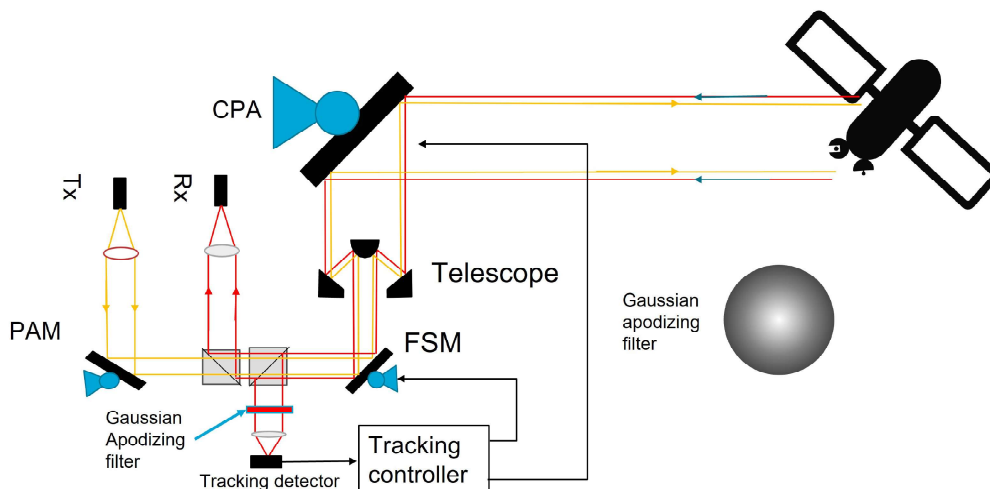 CPA
Tx
Rx
Telescope
Gaussian
apodizing
filter
PAM
FSM
Gaussian
Apodizing
filter
Tracking
controller
Tracking detector